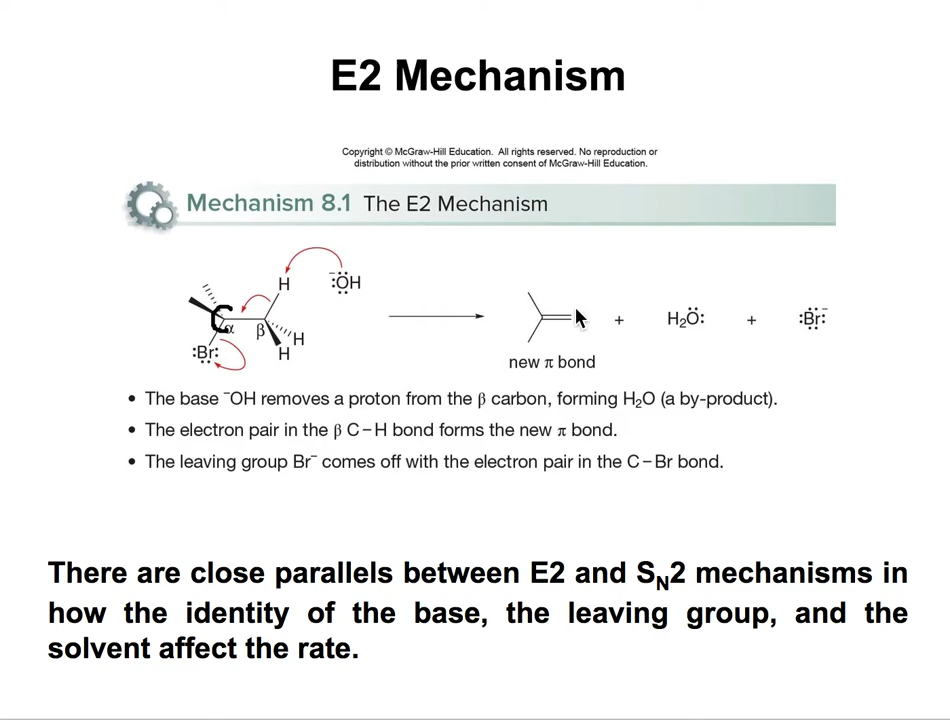 E2 Mechanism
Copyright © McGraw-Hill Education. All rights reserved. No reproduction or
distribution without the prior written consent of McGraw-Hill Education.
Mechanism 8.1 The E2 Mechanism
H
⁻:ÖH
C
α
β
H
H
:Br:
+
H₂Ö:
+
:Br:⁻
new π bond
• The base ⁻OH removes a proton from the β carbon, forming H₂O (a by-product).
• The electron pair in the β C–H bond forms the new π bond.
• The leaving group Br⁻ comes off with the electron pair in the C–Br bond.
There are close parallels between E2 and S_N2 mechanisms in
how the identity of the base, the leaving group, and the
solvent affect the rate.